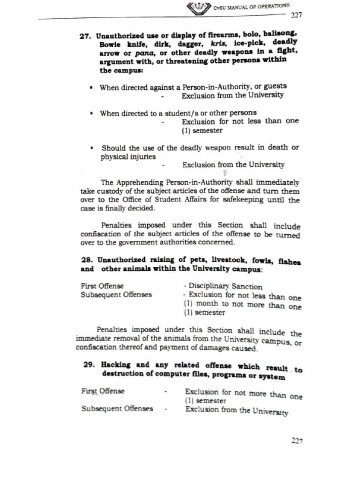 CvSU MANUAL OF OPERATIONS
227
27. Unauthorized use or display of firearms, bolo, balisong,
Bowie knife, dirk, dagger, kris, ice-pick, deadly
arrow or pana, or other deadly weapons in a fight,
argument with, or threatening other persons within
the campus:
• When directed against a Person-in-Authority, or guests
- Exclusion from the University
• When directed to a student/s or other persons
- Exclusion for not less than one
(1) semester
• Should the use of the deadly weapon result in death or
physical injuries
- Exclusion from the University
The Apprehending Person-in-Authority shall immediately
take custody of the subject articles of the offense and turn them
over to the Office of Student Affairs for safekeeping until the
case is finally decided.
Penalties imposed under this Section shall include
confiscation of the subject articles of the offense to be turned
over to the government authorities concerned.
28. Unauthorized raising of pets, livestock, fowls, fishes
and other animals within the University campus:
First Offense - Disciplinary Sanction
Subsequent Offenses - Exclusion for not less than one
(1) month to not more than one
(1) semester
Penalties imposed under this Section shall include the
immediate removal of the animals from the University campus, or
confiscation thereof and payment of damages caused.
29. Hacking and any related offense which result to
destruction of computer files, programs or system
First Offense - Exclusion for not more than one
(1) semester
Subsequent Offenses - Exclusion from the University
227